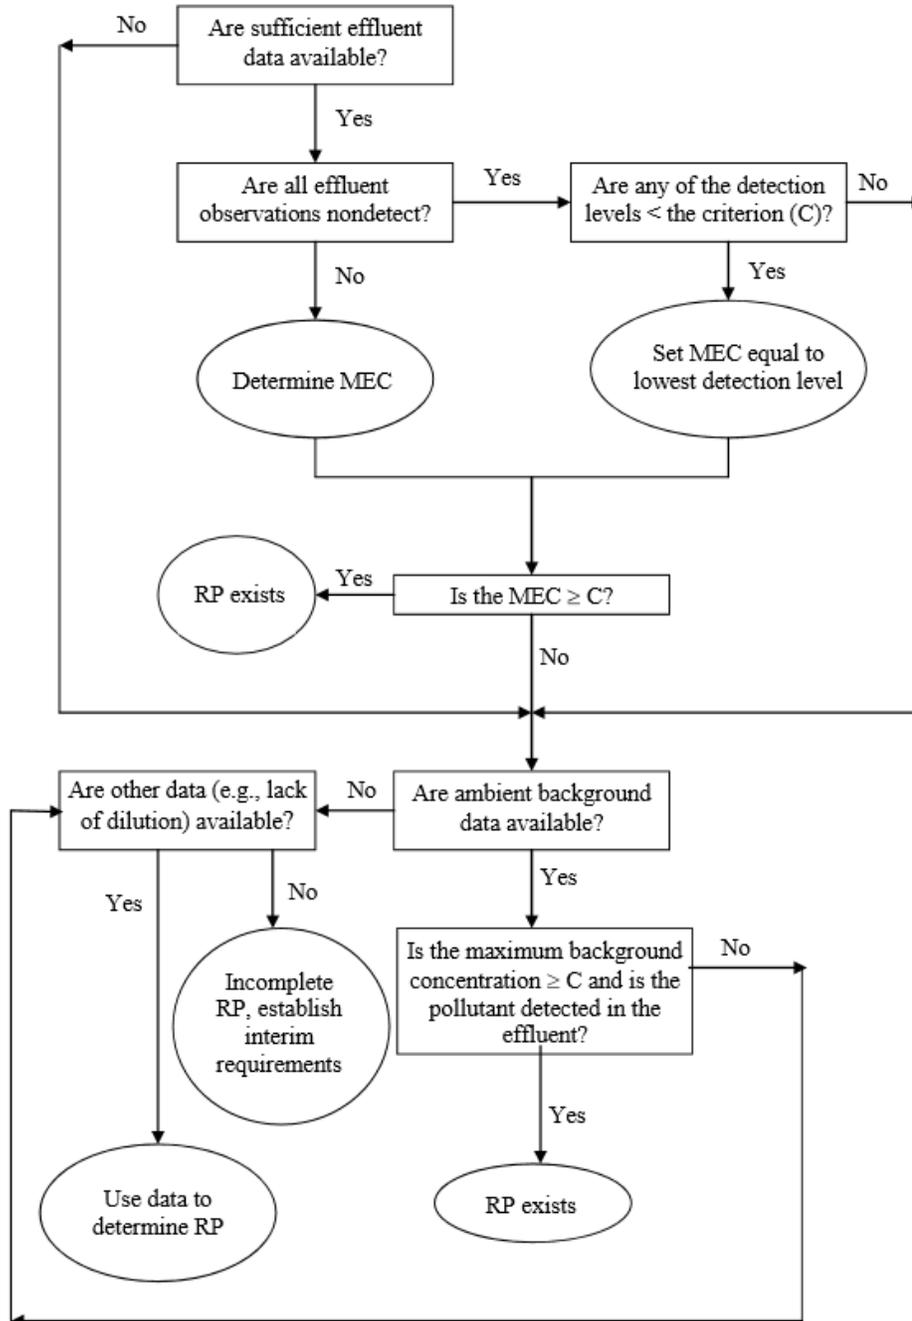 No
Are sufficient effluent
data available?
Yes
Are all effluent
observations nondetect?
Yes
Are any of the detection
levels < the criterion (C)?
No
No
Yes
Determine MEC
Set MEC equal to
lowest detection level
RP exists
Yes
Is the MEC ≥ C?
No
Are other data (e.g., lack
of dilution) available?
No
Are ambient background
data available?
Yes
No
Yes
Incomplete
RP, establish
interim
requirements
Is the maximum background
concentration ≥ C and is the
pollutant detected in the
effluent?
No
Yes
Use data to
determine RP
RP exists